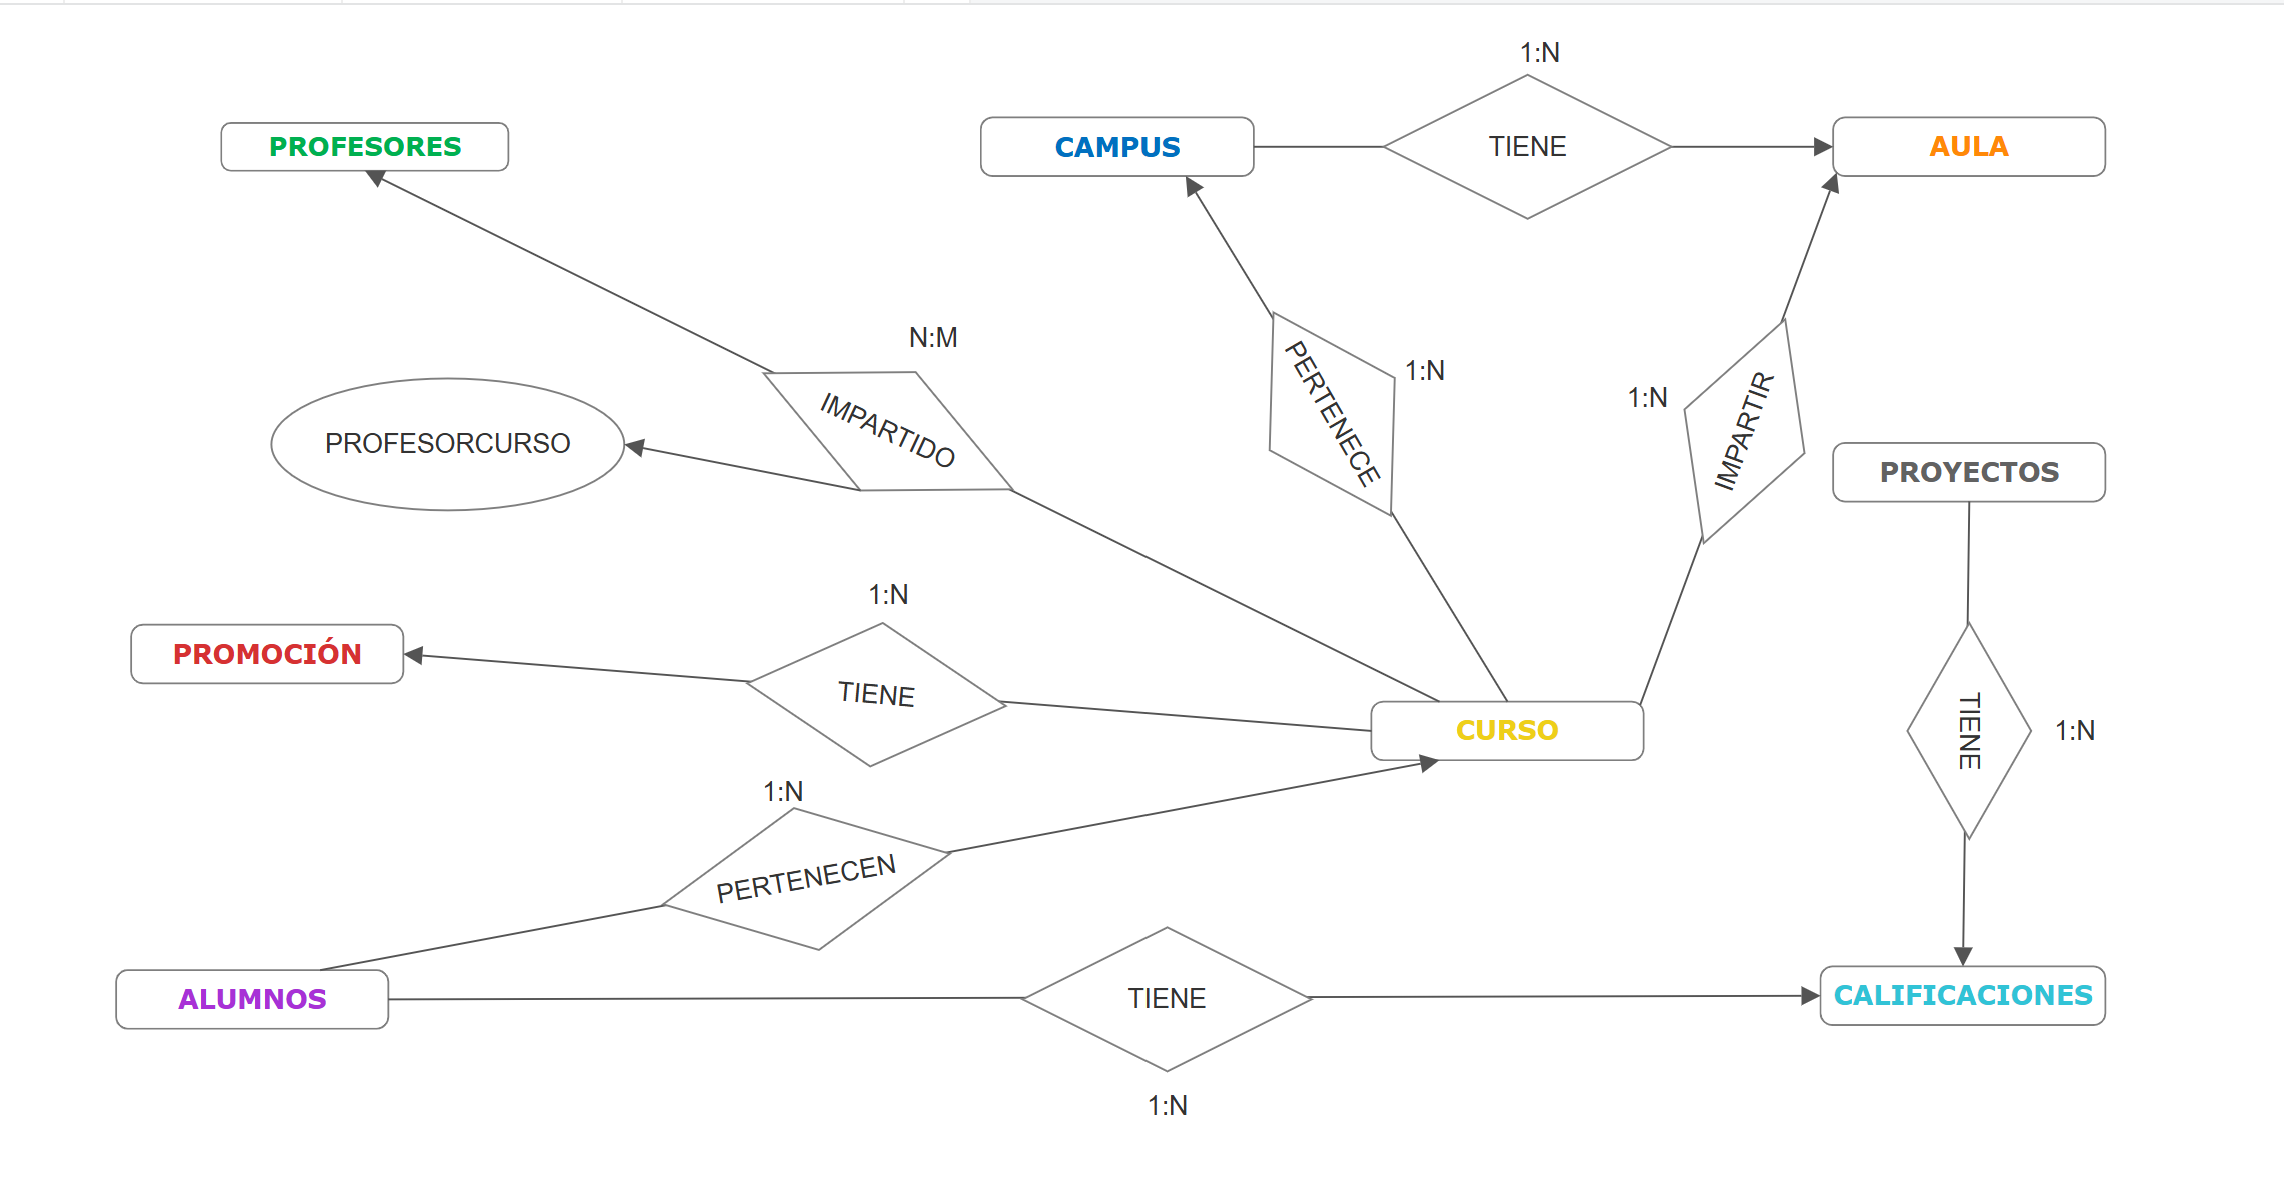 1:N
PROFESORES
CAMPUS
TIENE
AULA
N:M
1:N
1:N
PERTENECE
IMPARTIR
IMPARTIDO
PROFESORCURSO
PROYECTOS
1:N
PROMOCIÓN
TIENE
CURSO
TIENE
1:N
1:N
PERTENECEN
ALUMNOS
TIENE
CALIFICACIONES
1:N